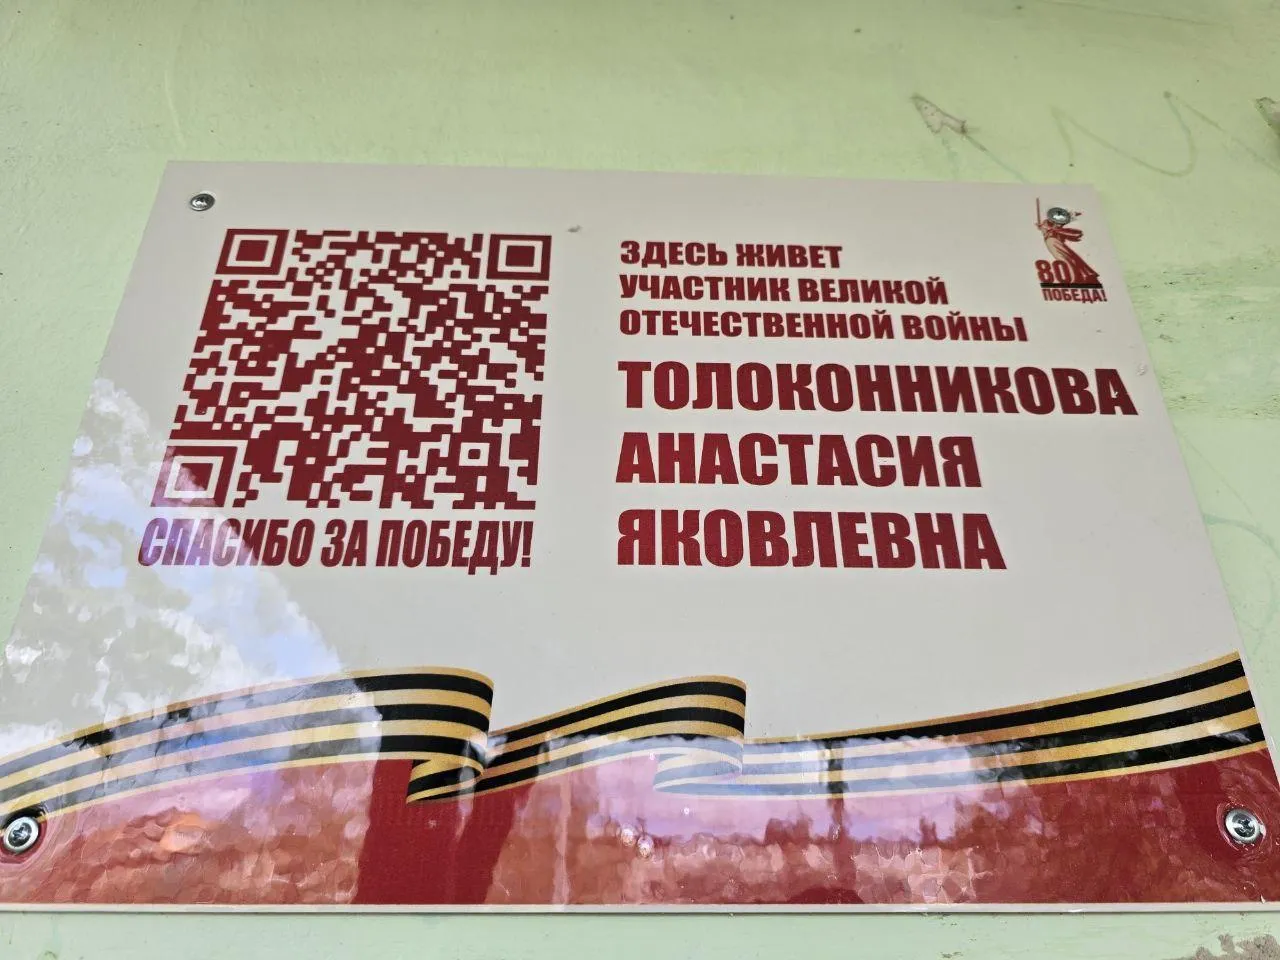 ЗДЕСЬ ЖИВЕТ
УЧАСТНИК ВЕЛИКОЙ
ОТЕЧЕСТВЕННОЙ ВОЙНЫ
ТОЛОКОННИКОВА
АНАСТАСИЯ
ЯКОВЛЕВНА
СПАСИБО ЗА ПОБЕДУ!
80
ПОБЕДА!